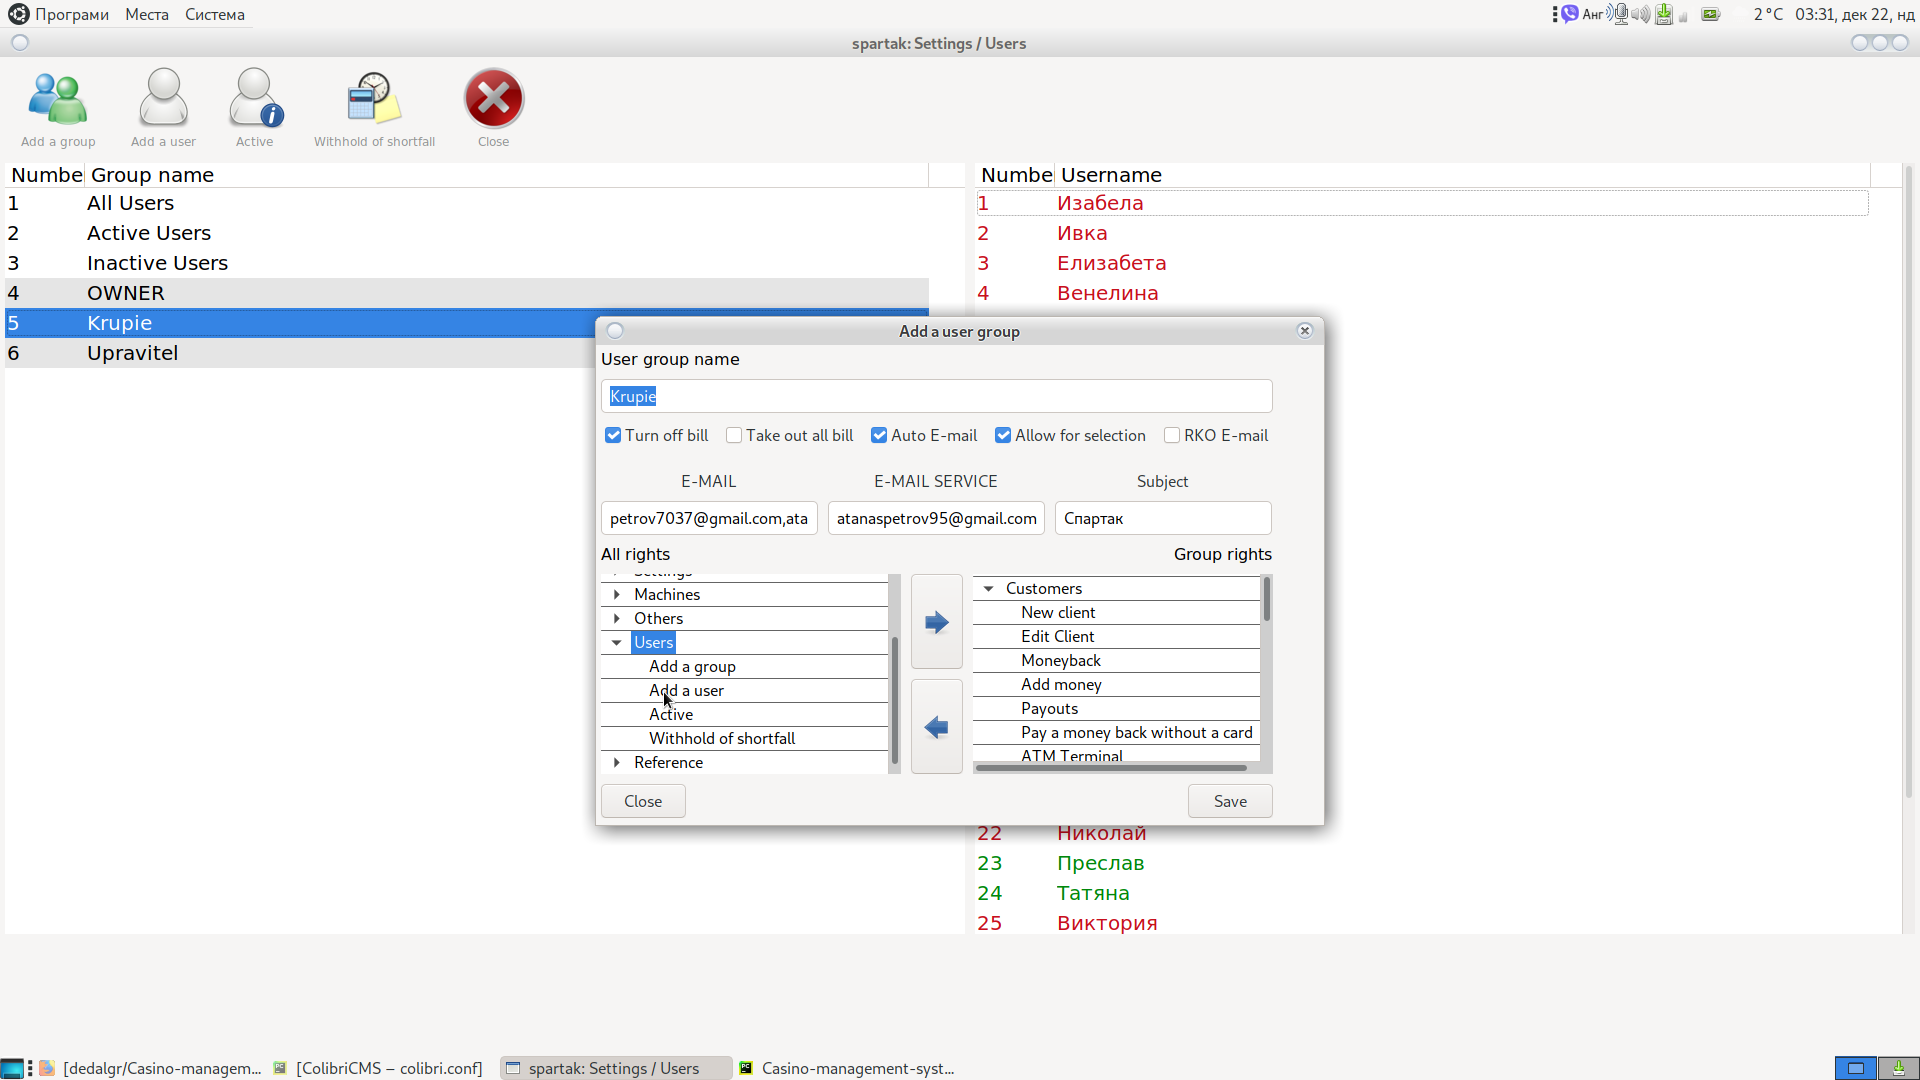 Програми Места Система
Анг 2 °C 03:31, дек 22, нд
spartak: Settings / Users
Add a group Add a user Active Withhold of shortfall Close
Numbe Group name
1 All Users
2 Active Users
3 Inactive Users
4 OWNER
5 Krupie
6 Upravitel
Numbe Username
1 Изабела
2 Ивка
3 Елизабета
4 Венелина
Add a user group
User group name
Krupie
Turn off bill Take out all bill Auto E-mail Allow for selection RKO E-mail
E-MAIL E-MAIL SERVICE Subject
petrov7037@gmail.com,ata atanaspetrov95@gmail.com Спартак
All rights Group rights
Settings
Machines
Others
Users
Add a group
Add a user
Active
Withhold of shortfall
Reference
Customers
New client
Edit Client
Moneyback
Add money
Payouts
Pay a money back without a card
ATM Terminal
Close Save
22 Николай
23 Преслав
24 Татяна
25 Виктория
[dedalgr/Casino-managem... [ColibriCMS – colibri.conf] spartak: Settings / Users Casino-management-syst...